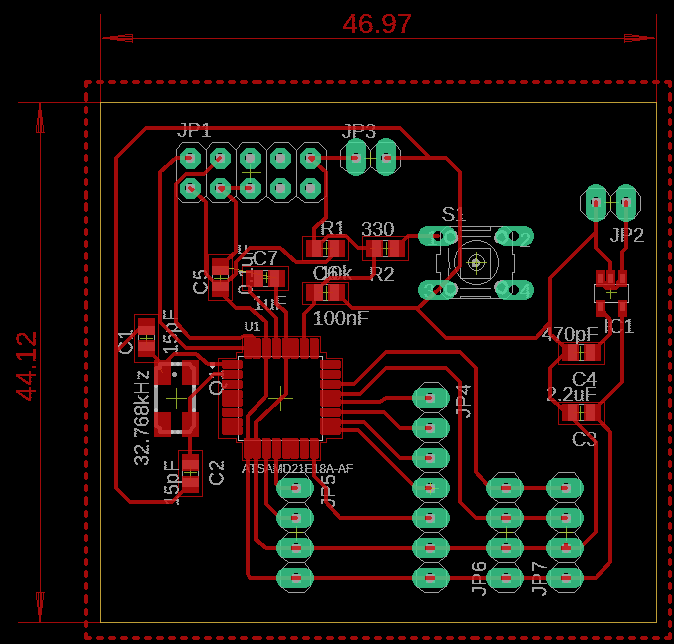 46.97
JP1
JP3
S1
1
2
3
4
R1
330
JP2
C5
C7
R2
10k
1uF
100nF
U1
IC1
470pF
C4
2.2uF
C3
C1
15pF
44.12
Q1
32.768kHz
JP4
ATSAMD21E18A-AF
JP5
15pF
C2
JP6
JP7